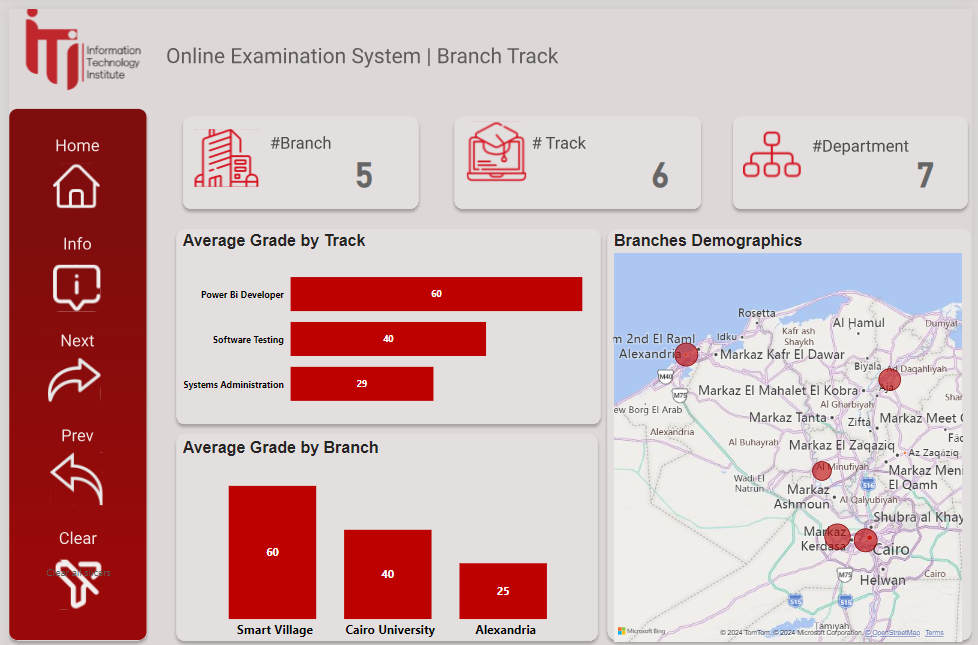 Information
Technology
Institute
Online Examination System | Branch Track
Home
Info
Next
Prev
Clear
#Branch
5
# Track
6
#Department
7
Average Grade by Track
Power Bi Developer 60
Software Testing 40
Systems Administration 29
Average Grade by Branch
60
40
25
Smart Village Cairo University Alexandria
Branches Demographics
Rosetta
Al Hamul
Dumyat
Kafr ash
Shaykh
m 2nd El Raml
Idku
Alexandria
Markaz Kafr El Dawar
Biyala
Ad Daqahliyah
Aja
M40
M75
Markaz El Mahalet El Kobra
Shar
Al Gharbiyah
ew Borg El Arab
Markaz Tanta
Zifta
Markaz Meet G
Alexandria
Al Buhayrah
Markaz El Zaqaziq
Az Zaqaziq
Al Minufiyah
Markaz Meni
El Qamh
Wadi El
Natrun
Markaz
Ashmoun
Al Qalyubiyah
Shubra al Khay
Markaz
Kerdasa
Cairo
M75
Helwan
Cairo
Tamiyah
Microsoft Bing
© 2024 TomTom, © 2024 Microsoft Corporation, © OpenStreetMap Terms